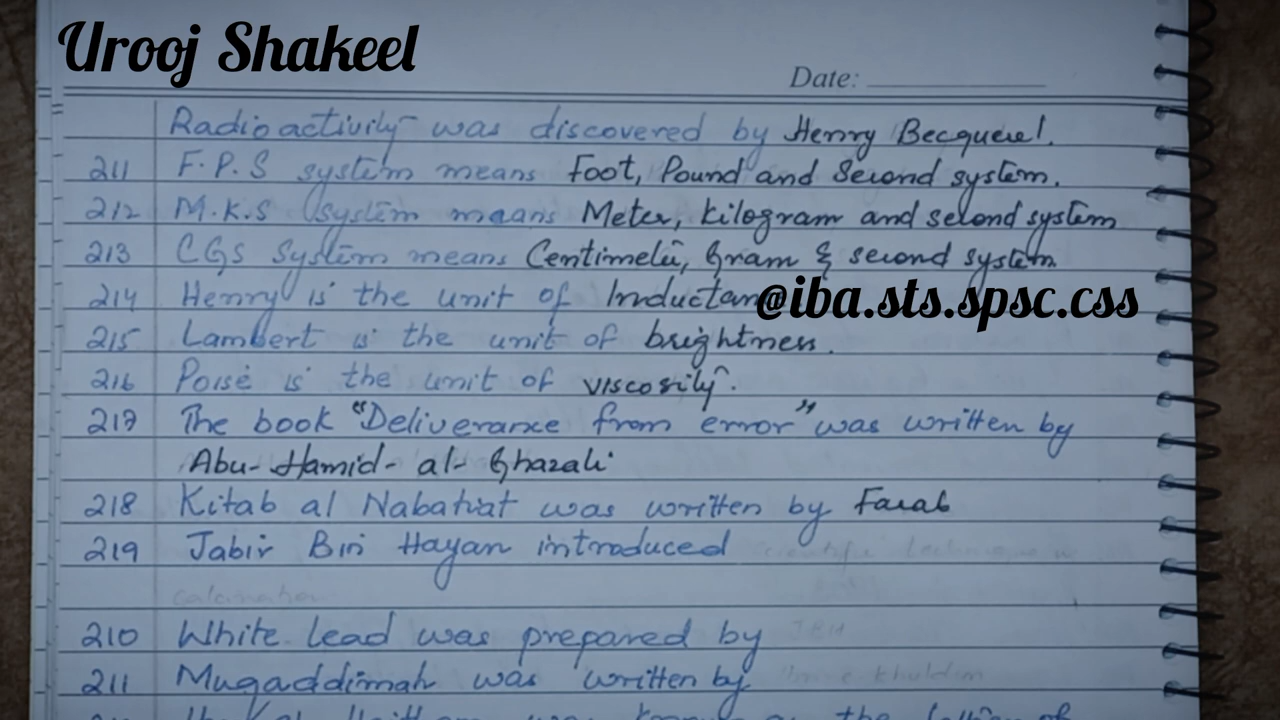 Urooj Shakeel
Date:
Radioactivity was discovered by Henry Becquerel.
211 F.P.S system means Foot, Pound and Second system.
212 M.K.S system means Meter, kilogram and second system
213 CGS System means Centimeter, Gram & second system
214 Henry is the unit of Inductan
@iba.sts.spsc.css
215 Lambert is the unit of brightness.
216 Poise is the unit of viscosity.
217 The book "Deliverance from error" was written by
Abu-Hamid-al-Ghazali
218 Kitab al Nabatiat was written by Farab
219 Jabir Bin Hayan introduced
210 White lead was prepared by
211 Muqaddimah was written by